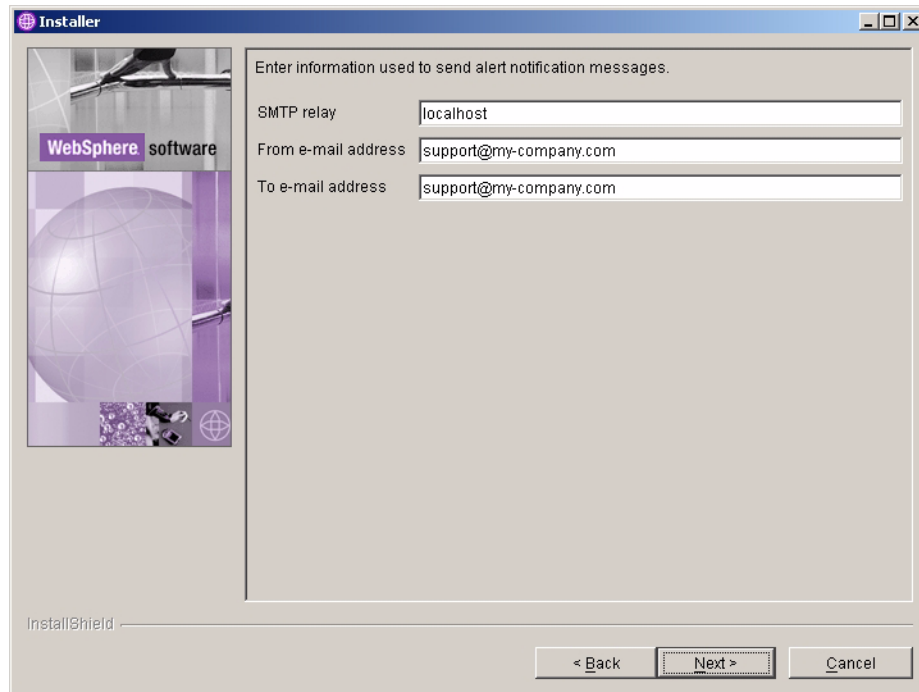 Installer
Enter information used to send alert notification messages.
SMTP relay localhost
WebSphere software
From e-mail address support@my-company.com
To e-mail address support@my-company.com
InstallShield
< Back Next > Cancel